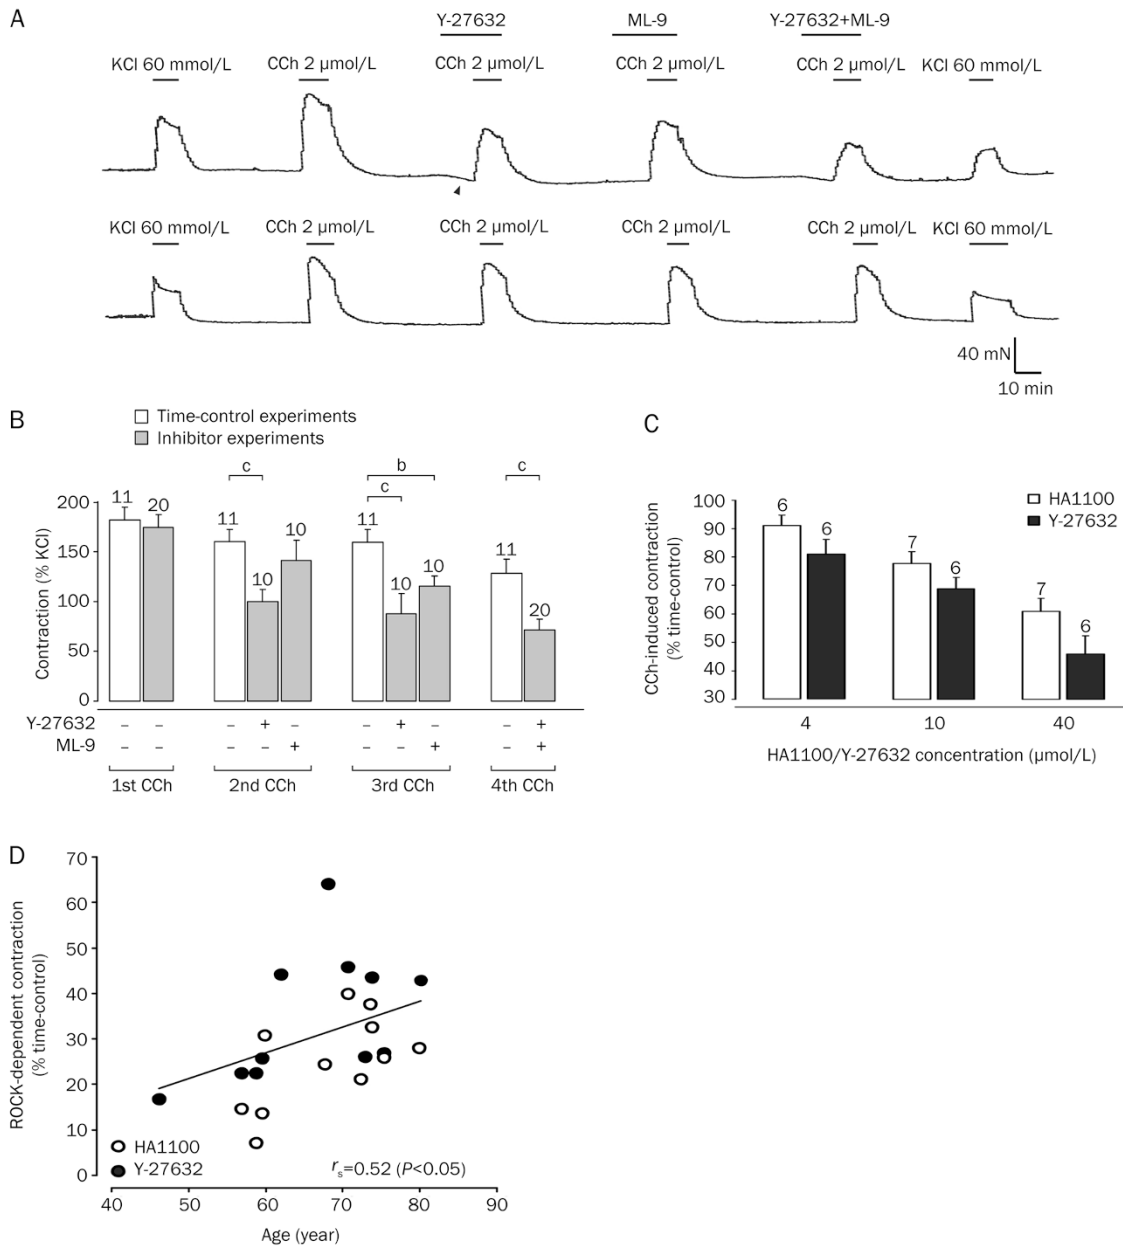 A
Y-27632 ML-9 Y-27632+ML-9
KCl 60 mmol/L CCh 2 µmol/L CCh 2 µmol/L CCh 2 µmol/L CCh 2 µmol/L KCl 60 mmol/L
KCl 60 mmol/L CCh 2 µmol/L CCh 2 µmol/L CCh 2 µmol/L CCh 2 µmol/L KCl 60 mmol/L
40 mN
10 min
B
Time-control experiments
Inhibitor experiments
Contraction (% KCl)
200
150
100
50
0
c b c c
11 20 11 10 10 11 10 10 11 20
Y-27632 – – – + – – + – – +
ML-9 – – – – + – – + – +
1st CCh 2nd CCh 3rd CCh 4th CCh
C
HA1100
Y-27632
CCh-induced contraction
(% time-control)
100
90
80
70
60
50
40
30
6 6 7 6 7 6
4 10 40
HA1100/Y-27632 concentration (µmol/L)
D
ROCK-dependent contraction
(% time-control)
70
60
50
40
30
20
10
0
HA1100
Y-27632
rs=0.52 (P<0.05)
40 50 60 70 80 90
Age (year)